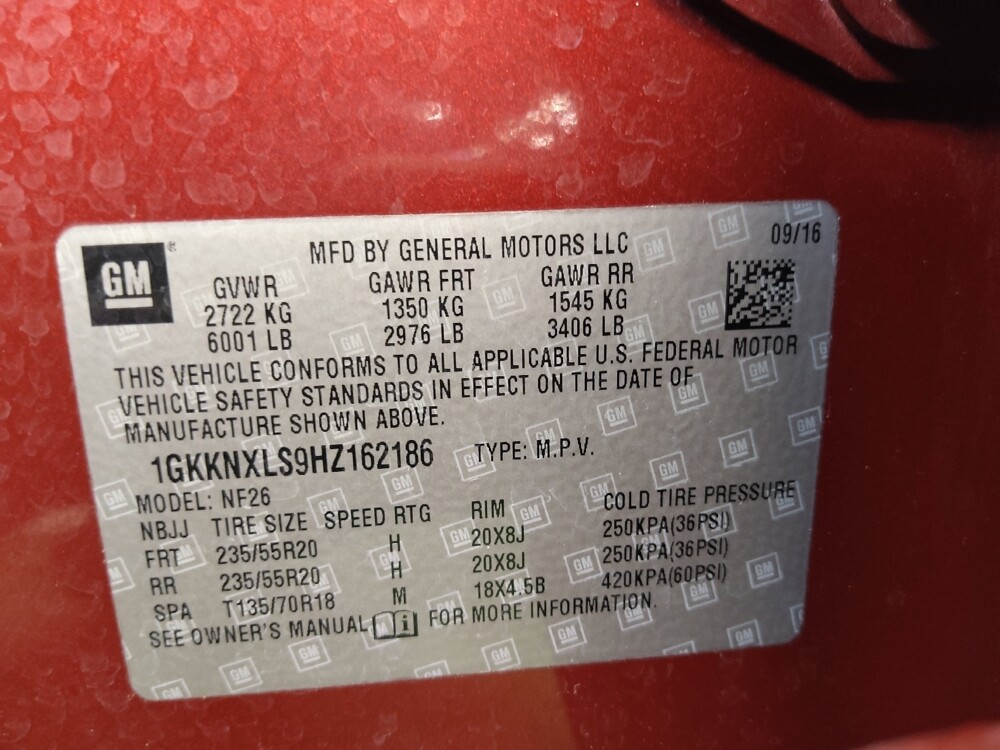 GM ®
MFD BY GENERAL MOTORS LLC
09/16
GVWR GAWR FRT GAWR RR
2722 KG 1350 KG 1545 KG
6001 LB 2976 LB 3406 LB
THIS VEHICLE CONFORMS TO ALL APPLICABLE U.S. FEDERAL MOTOR
VEHICLE SAFETY STANDARDS IN EFFECT ON THE DATE OF
MANUFACTURE SHOWN ABOVE.
1GKKNXLS9HZ162186 TYPE: M.P.V.
MODEL: NF26
NBJJ TIRE SIZE SPEED RTG RIM COLD TIRE PRESSURE
FRT 235/55R20 H 20X8J 250KPA(36PSI)
RR 235/55R20 H 20X8J 250KPA(36PSI)
SPA T135/70R18 M 18X4.5B 420KPA(60PSI)
SEE OWNER'S MANUAL i FOR MORE INFORMATION.